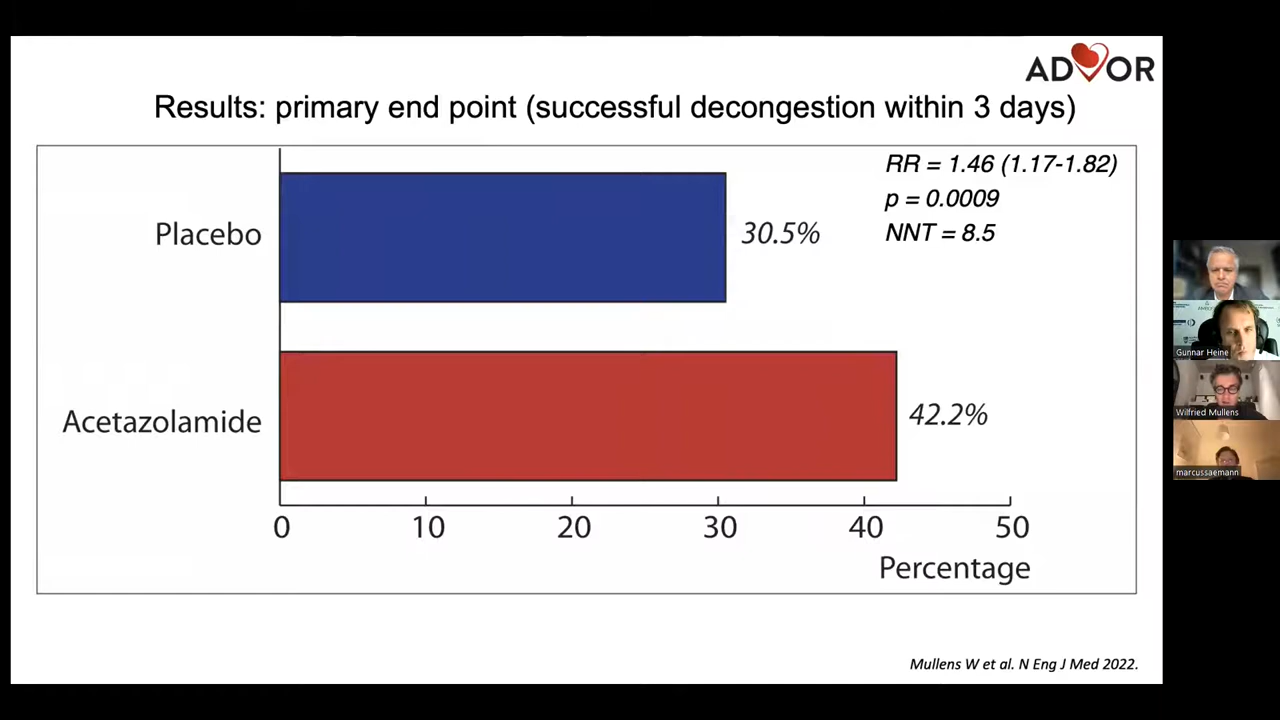 ADVOR
Results: primary end point (successful decongestion within 3 days)
RR = 1.46 (1.17-1.82)
p = 0.0009
NNT = 8.5
Placebo
30.5%
Acetazolamide
42.2%
0 10 20 30 40 50
Percentage
Mullens W et al. N Eng J Med 2022.
Gunnar Heine
Wilfried Mullens
marcussaemann